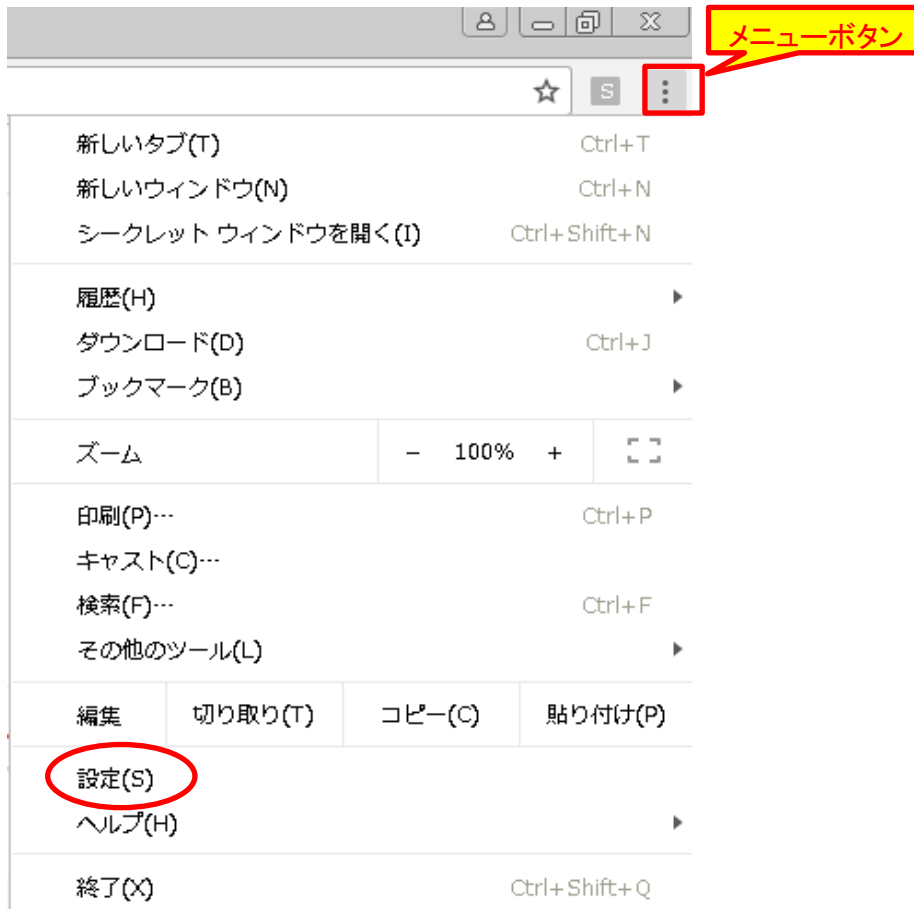 メニューボタン
S
新しいタブ(T) Ctrl+T
新しいウィンドウ(N) Ctrl+N
シークレット ウィンドウを開く(I) Ctrl+Shift+N
履歴(H)
ダウンロード(D) Ctrl+J
ブックマーク(B)
ズーム − 100% +
印刷(P)… Ctrl+P
キャスト(C)…
検索(F)… Ctrl+F
その他のツール(L)
編集 切り取り(T) コピー(C) 貼り付け(P)
設定(S)
ヘルプ(H)
終了(X) Ctrl+Shift+Q